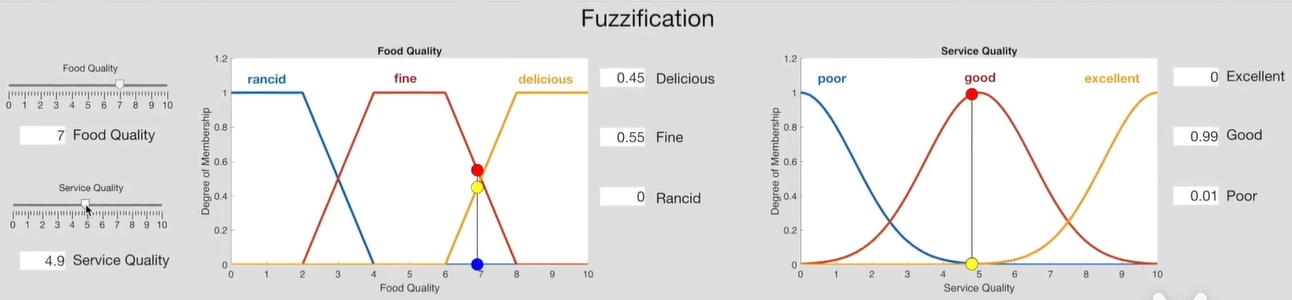 Fuzzification
Food Quality
0 1 2 3 4 5 6 7 8 9 10
7 Food Quality
Service Quality
0 1 2 3 4 5 6 7 8 9 10
4.9 Service Quality
Food Quality
rancid fine delicious
Degree of Membership
1.2
1
0.8
0.6
0.4
0.2
0
0 1 2 3 4 5 6 7 8 9 10
Food Quality
0.45 Delicious
0.55 Fine
0 Rancid
Service Quality
poor good excellent
Degree of Membership
1.2
1
0.8
0.6
0.4
0.2
0
0 1 2 3 4 5 6 7 8 9 10
Service Quality
0 Excellent
0.99 Good
0.01 Poor